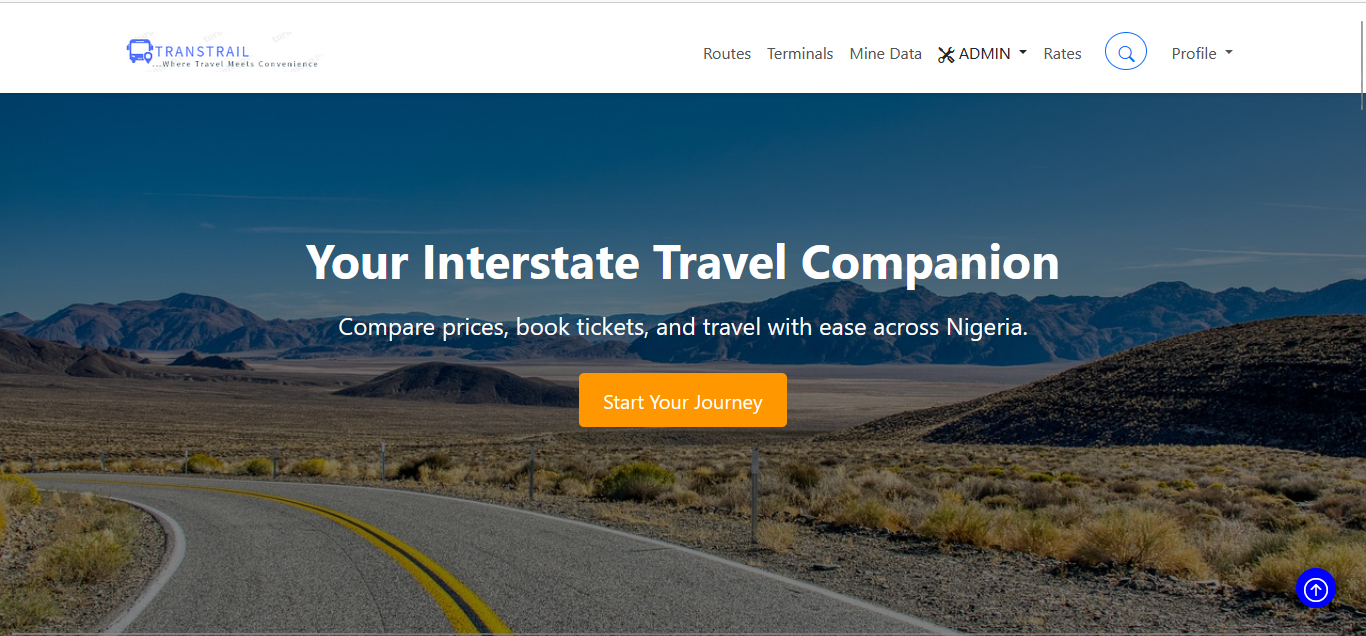 TRANSTRAIL
...Where Travel Meets Convenience
Routes Terminals Mine Data ADMIN Rates Profile
Your Interstate Travel Companion
Compare prices, book tickets, and travel with ease across Nigeria.
Start Your Journey